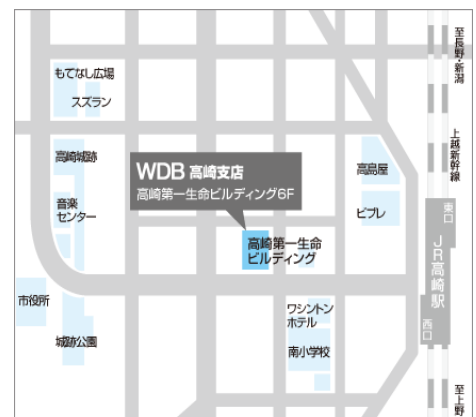 至長野・新潟
もてなし広場
スズラン
上越新幹線
高崎城跡
WDB 高崎支店
高崎第一生命ビルディング6F
高島屋
音楽
センター
ビブレ
東口
JR高崎駅
西口
高崎第一生命
ビルディング
市役所
ワシントン
ホテル
城跡公園
南小学校
至上野